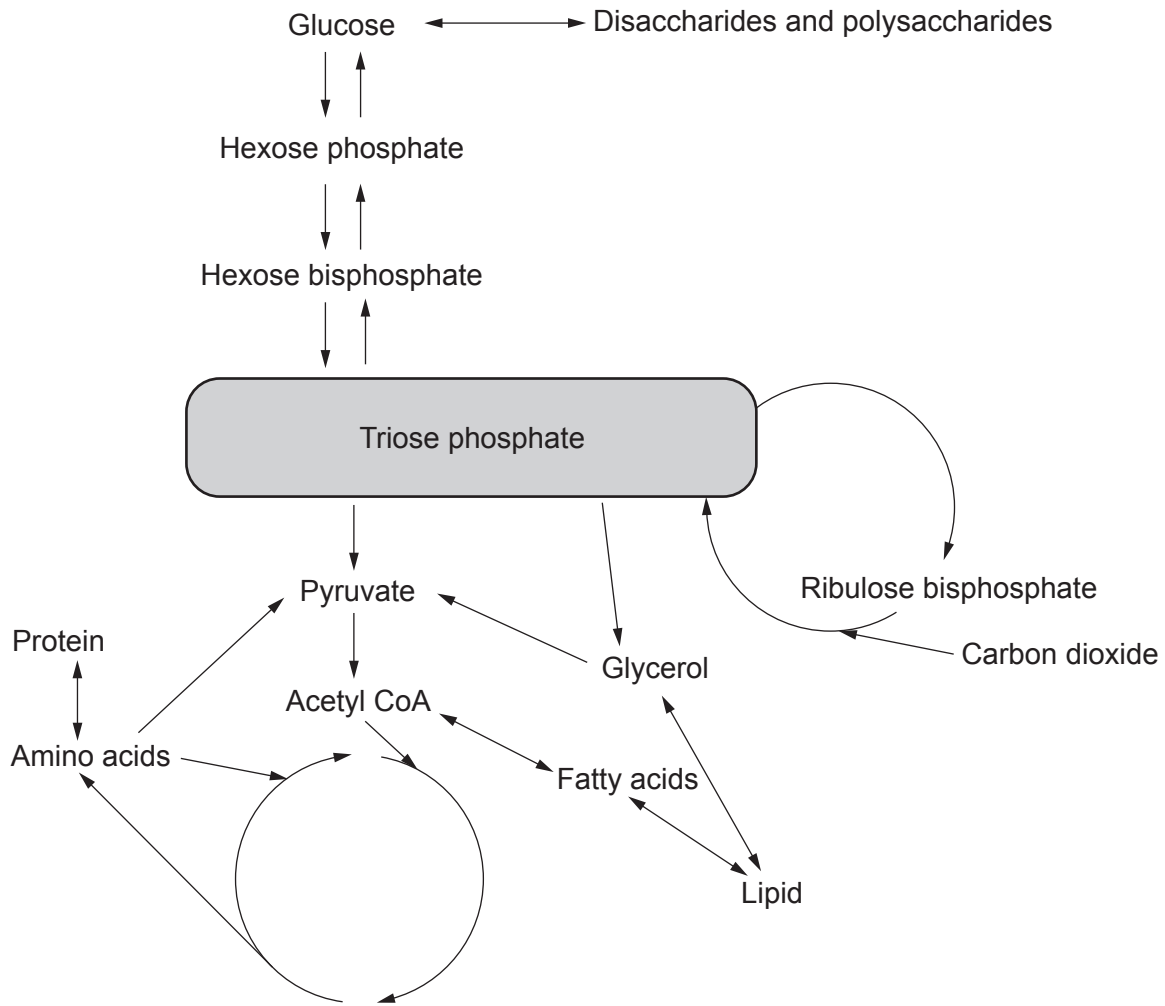 Glucose
Disaccharides and polysaccharides
Hexose phosphate
Hexose bisphosphate
Triose phosphate
Pyruvate
Ribulose bisphosphate
Protein
Glycerol
Carbon dioxide
Acetyl CoA
Amino acids
Fatty acids
Lipid